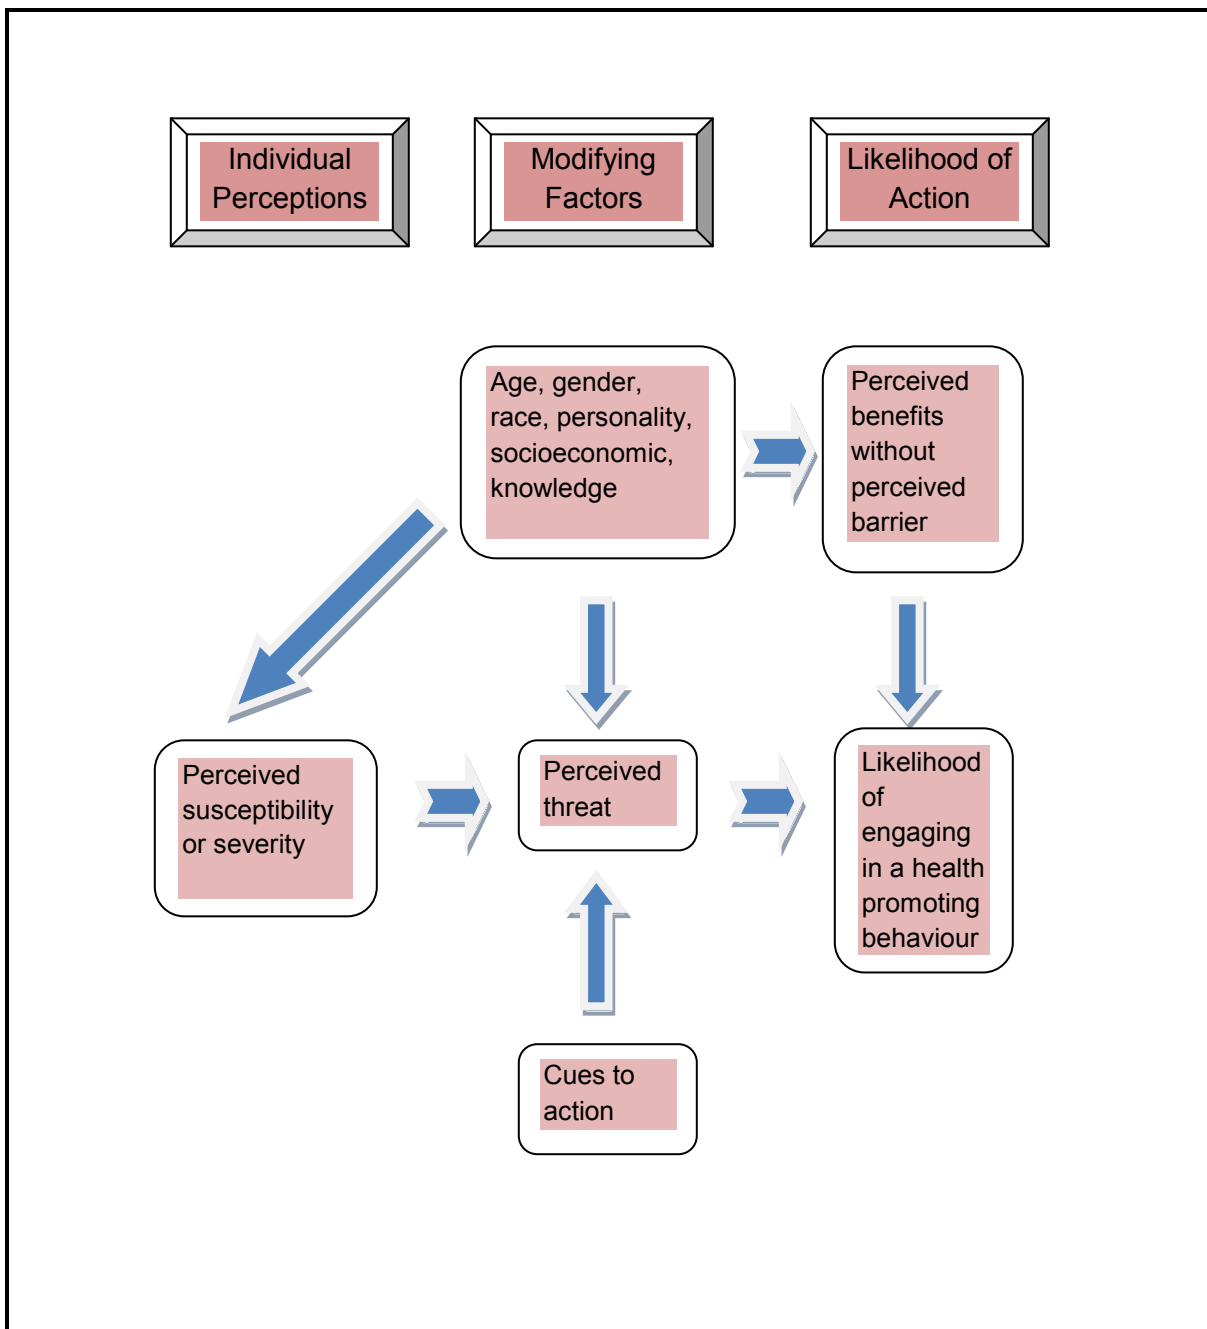 Individual
Perceptions
Modifying
Factors
Likelihood of
Action
Age, gender,
race, personality,
socioeconomic,
knowledge
Perceived
benefits
without
perceived
barrier
Perceived
susceptibility
or severity
Perceived
threat
Likelihood
of
engaging
in a health
promoting
behaviour
Cues to
action